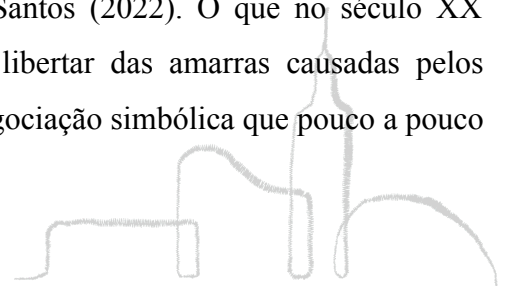 Santos (2022). O que no século XX
libertar das amarras causadas pelos
gociação simbólica que pouco a pouco